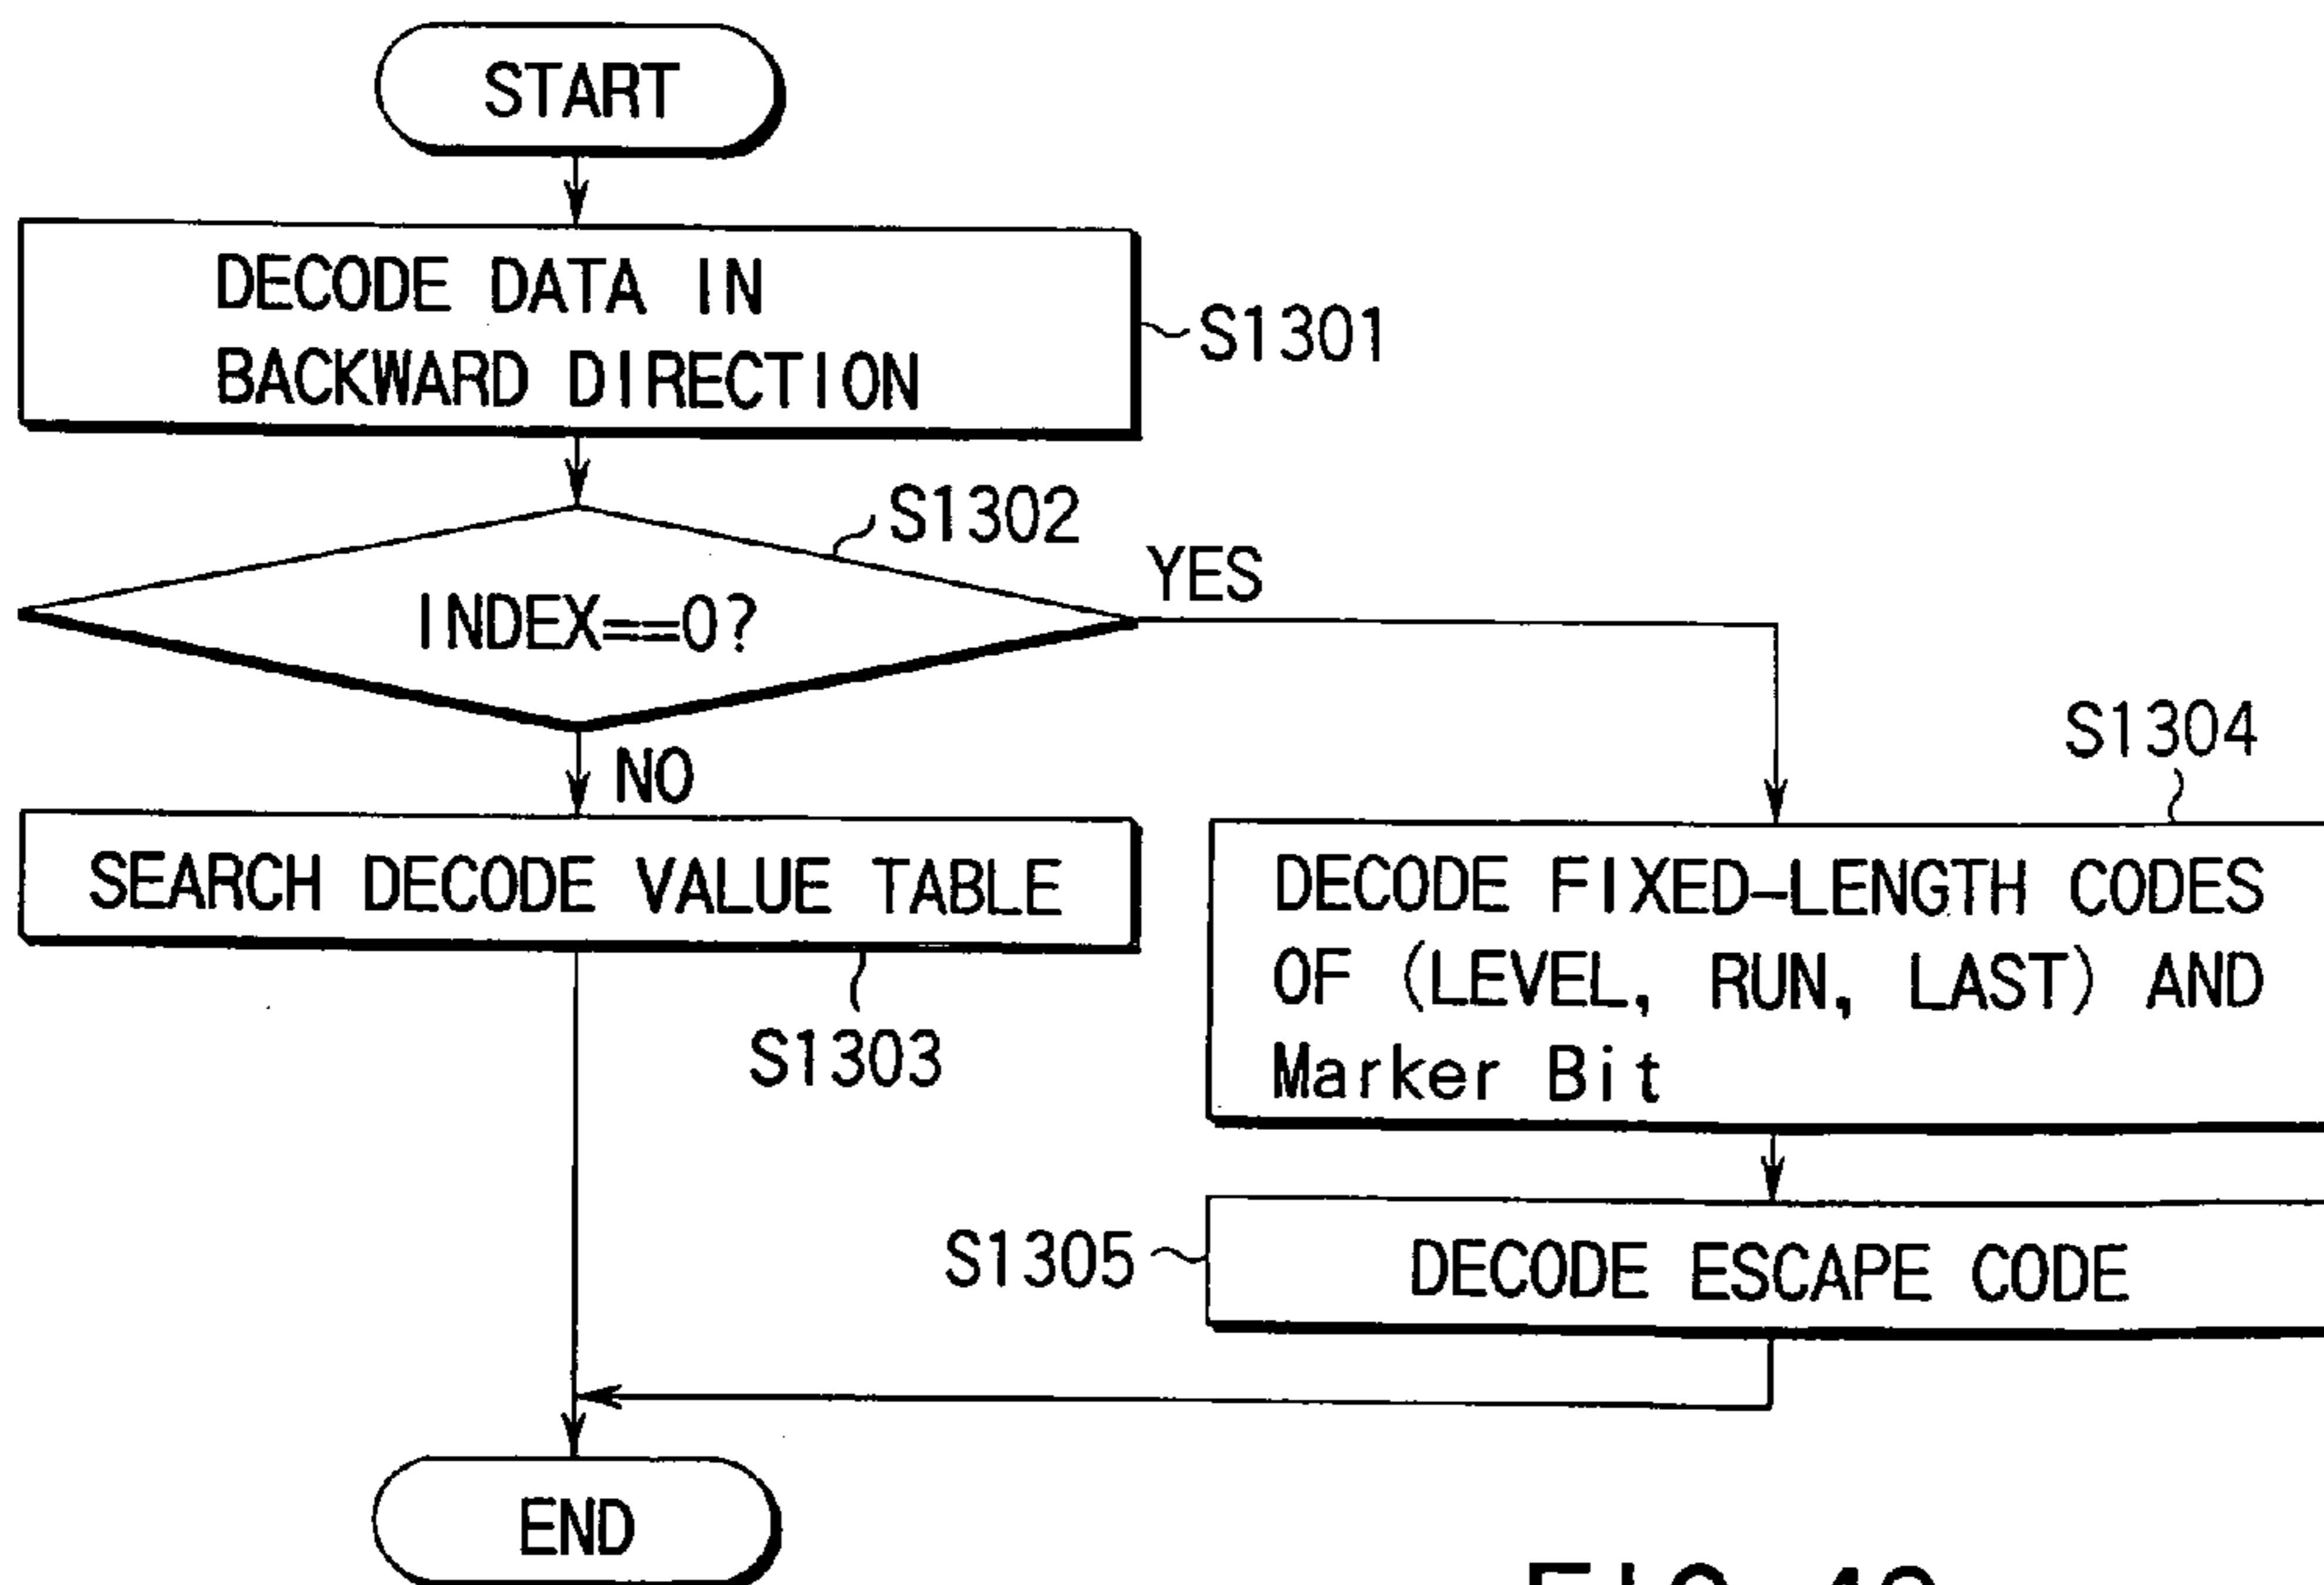 START
DECODE DATA IN
BACKWARD DIRECTION
S1301
S1302
INDEX==0?
YES
NO
S1304
SEARCH DECODE VALUE TABLE
S1303
DECODE FIXED-LENGTH CODES
OF (LEVEL, RUN, LAST) AND
Marker Bit
S1305
DECODE ESCAPE CODE
END